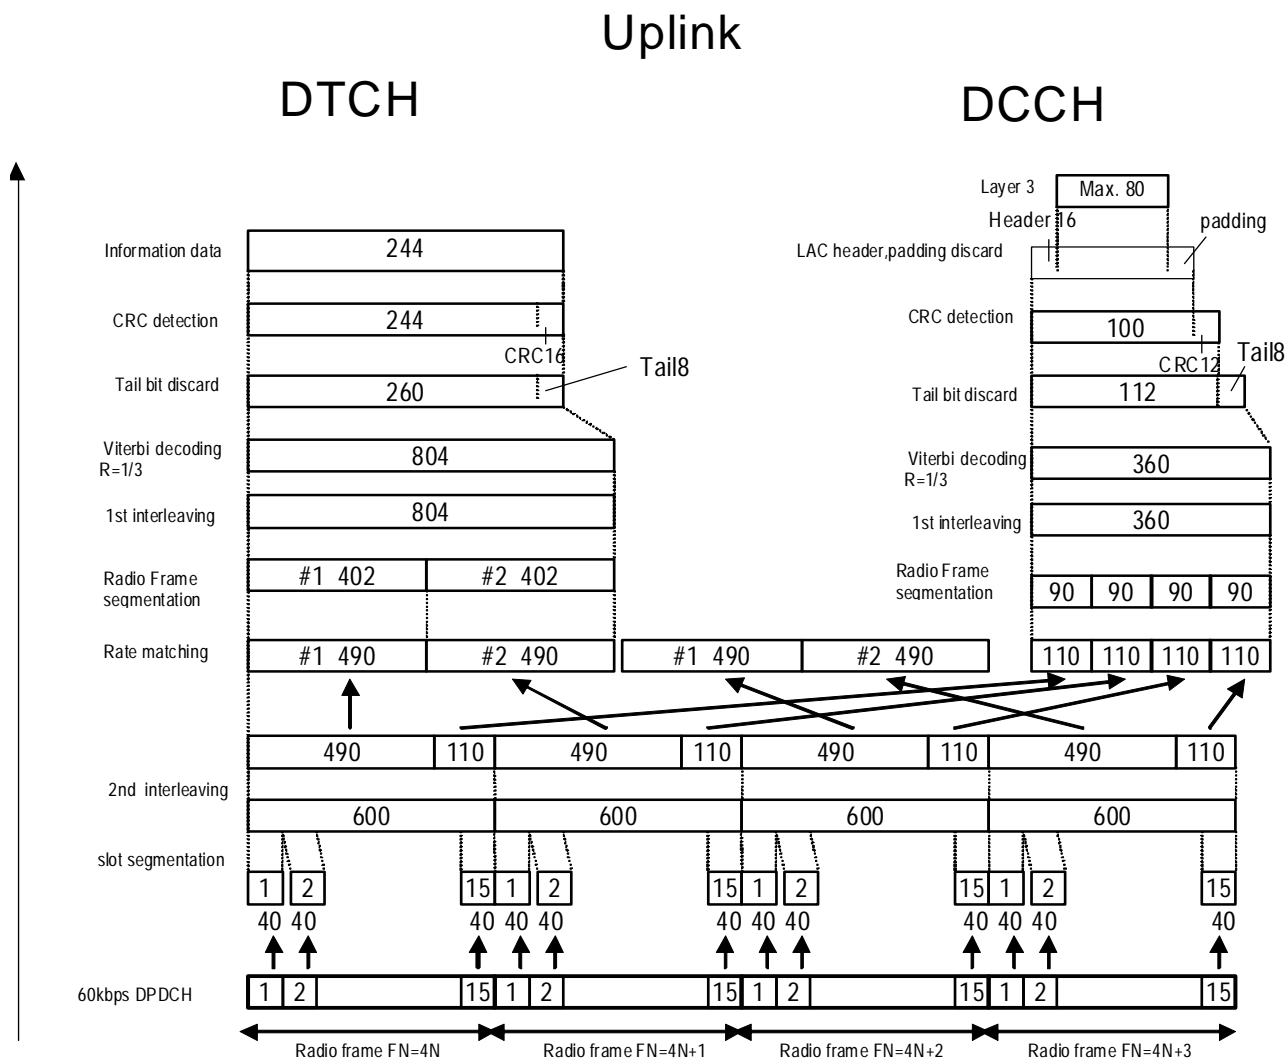 Uplink
DTCH
DCCH
Layer 3
Max. 80
Header 16
padding
Information data
244
LAC header,padding discard
CRC detection
244
CRC detection
100
CRC16
CRC12
Tail8
Tail bit discard
260
Tail8
Tail bit discard
112
Viterbi decoding
R=1/3
804
Viterbi decoding
R=1/3
360
1st interleaving
804
1st interleaving
360
Radio Frame
segmentation
#1 402
#2 402
Radio Frame
segmentation
90 90 90 90
Rate matching
#1 490
#2 490
#1 490
#2 490
110 110 110 110
490 110 490 110 490 110 490 110
2nd interleaving
600 600 600 600
slot segmentation
1 2 15 1 2 15 1 2 15 1 2 15
40 40 40 40 40 40 40 40 40 40 40 40
60kbps DPDCH
1 2 15 1 2 15 1 2 15 1 2 15
Radio frame FN=4N
Radio frame FN=4N+1
Radio frame FN=4N+2
Radio frame FN=4N+3